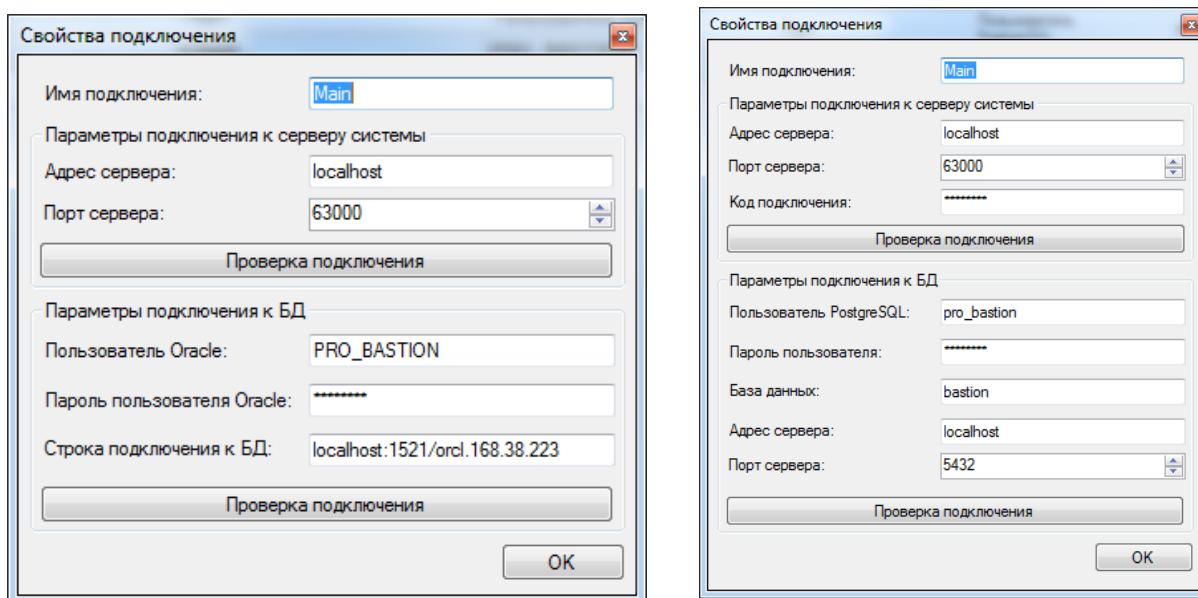 Свойства подключения
Имя подключения: Main
Параметры подключения к серверу системы
Адрес сервера: localhost
Порт сервера: 63000
Проверка подключения
Параметры подключения к БД
Пользователь Oracle: PRO_BASTION
Пароль пользователя Oracle: ********
Строка подключения к БД: localhost:1521/orcl.168.38.223
Проверка подключения
OK
Свойства подключения
Имя подключения: Main
Параметры подключения к серверу системы
Адрес сервера: localhost
Порт сервера: 63000
Код подключения: ********
Проверка подключения
Параметры подключения к БД
Пользователь PostgreSQL: pro_bastion
Пароль пользователя: ********
База данных: bastion
Адрес сервера: localhost
Порт сервера: 5432
Проверка подключения
OK